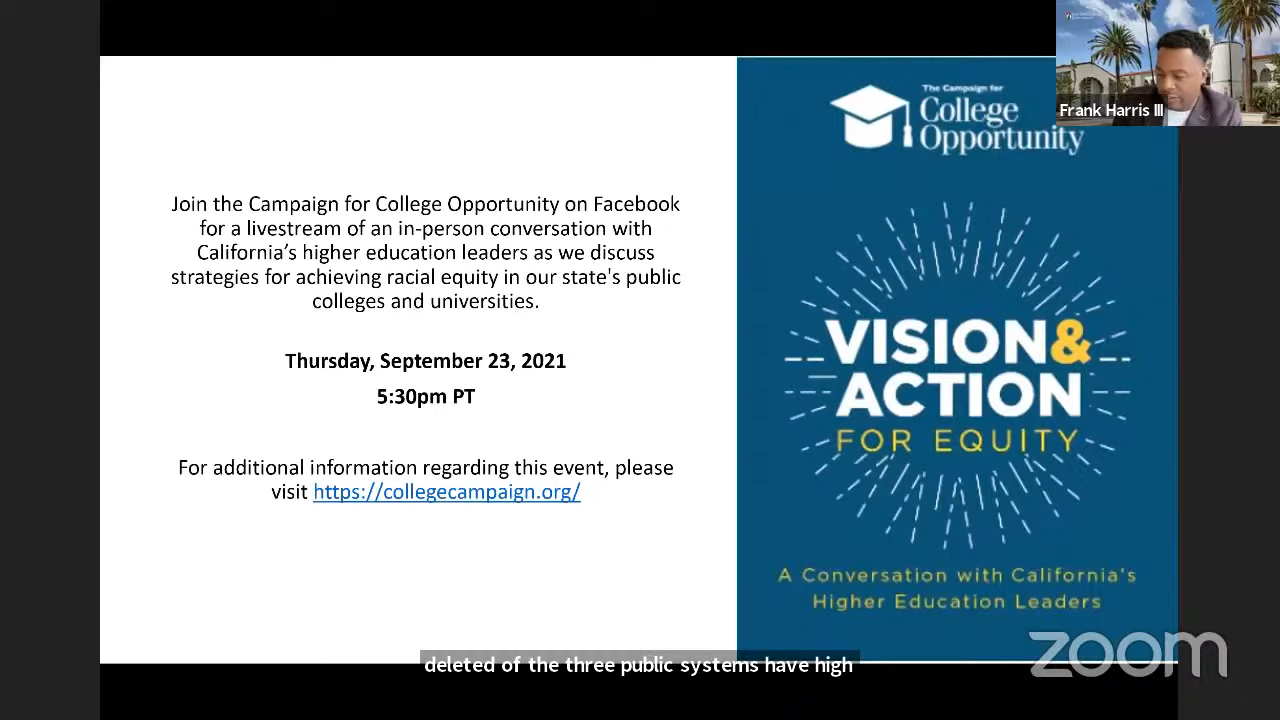 Join the Campaign for College Opportunity on Facebook
for a livestream of an in-person conversation with
California’s higher education leaders as we discuss
strategies for achieving racial equity in our state's public
colleges and universities.
Thursday, September 23, 2021
5:30pm PT
For additional information regarding this event, please
visit https://collegecampaign.org/
The Campaign for
College
Opportunity
VISION&
ACTION
FOR EQUITY
A Conversation with California's
Higher Education Leaders
Frank Harris III
deleted of the three public systems have high
zoom